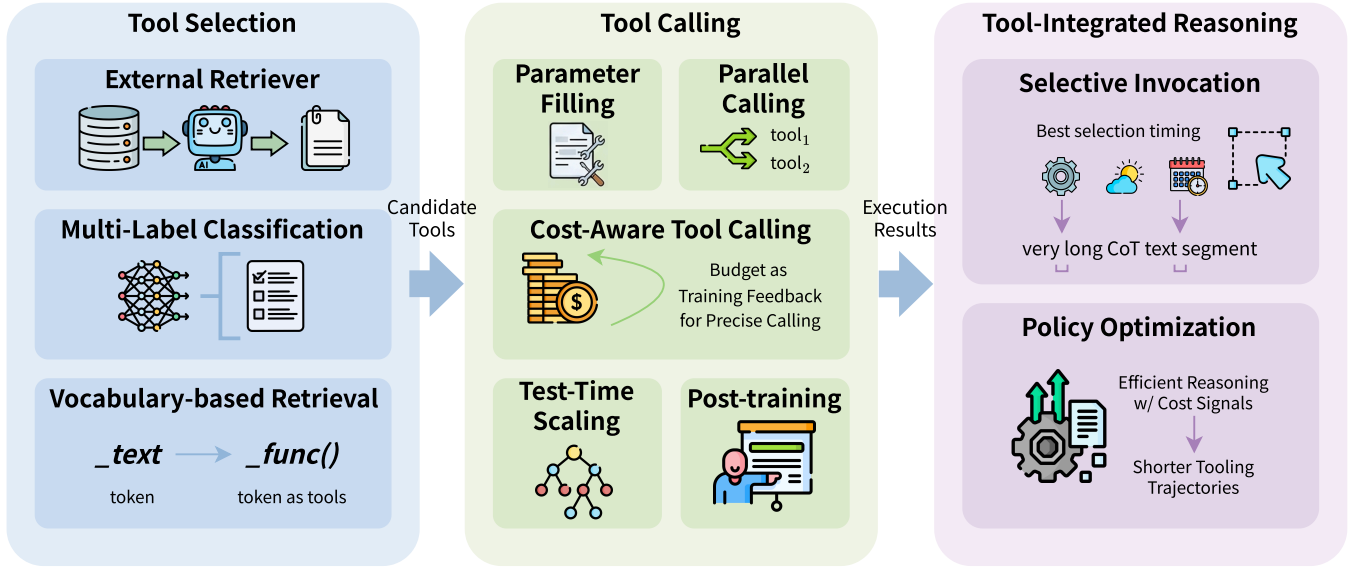 Tool Selection
External Retriever
AI
Multi-Label Classification
Vocabulary-based Retrieval
_text
_func()
token
token as tools
Candidate
Tools
Tool Calling
Parameter
Filling
Parallel
Calling
tool₁
tool₂
Cost-Aware Tool Calling
$
Budget as
Training Feedback
for Precise Calling
Test-Time
Scaling
Post-training
Execution
Results
Tool-Integrated Reasoning
Selective Invocation
Best selection timing
very long CoT text segment
Policy Optimization
Efficient Reasoning
w/ Cost Signals
Shorter Tooling
Trajectories